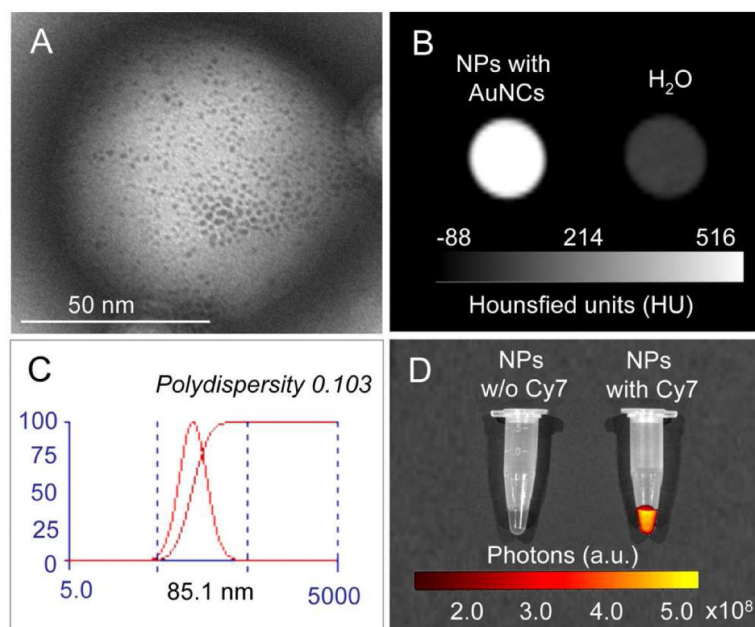 A
50 nm
B
NPs with
AuNCs
H₂O
-88 214 516
Hounsfied units (HU)
C
Polydispersity 0.103
100
75
50
25
0
5.0 85.1 nm 5000
D
NPs
w/o Cy7
NPs
with Cy7
Photons (a.u.)
2.0 3.0 4.0 5.0 x10⁸